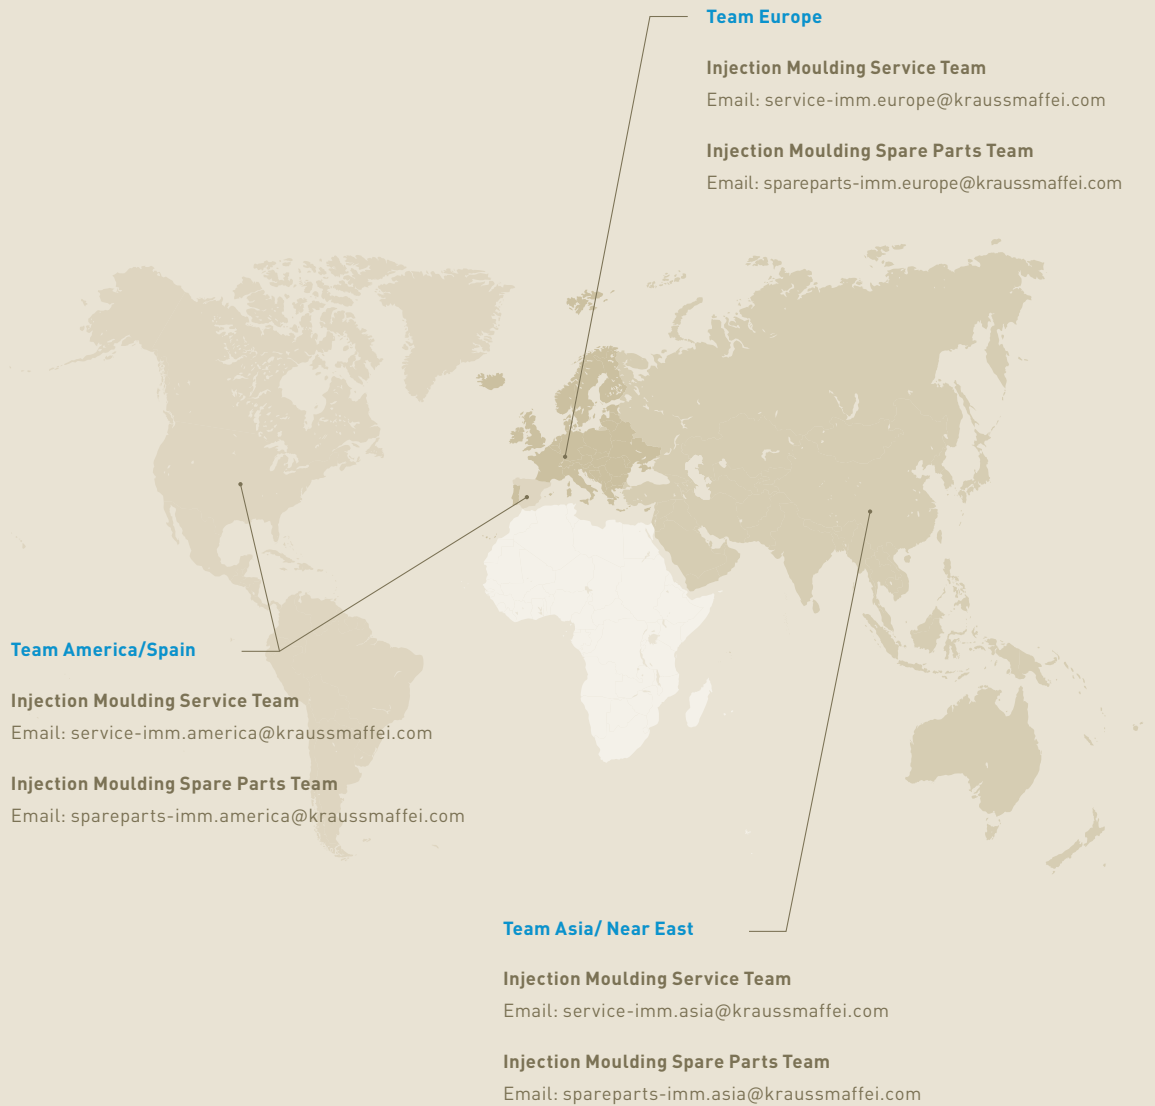 Team Europe
Injection Moulding Service Team
Email: service-imm.europe@kraussmaffei.com
Injection Moulding Spare Parts Team
Email: spareparts-imm.europe@kraussmaffei.com
Team America/Spain
Injection Moulding Service Team
Email: service-imm.america@kraussmaffei.com
Injection Moulding Spare Parts Team
Email: spareparts-imm.america@kraussmaffei.com
Team Asia/ Near East
Injection Moulding Service Team
Email: service-imm.asia@kraussmaffei.com
Injection Moulding Spare Parts Team
Email: spareparts-imm.asia@kraussmaffei.com